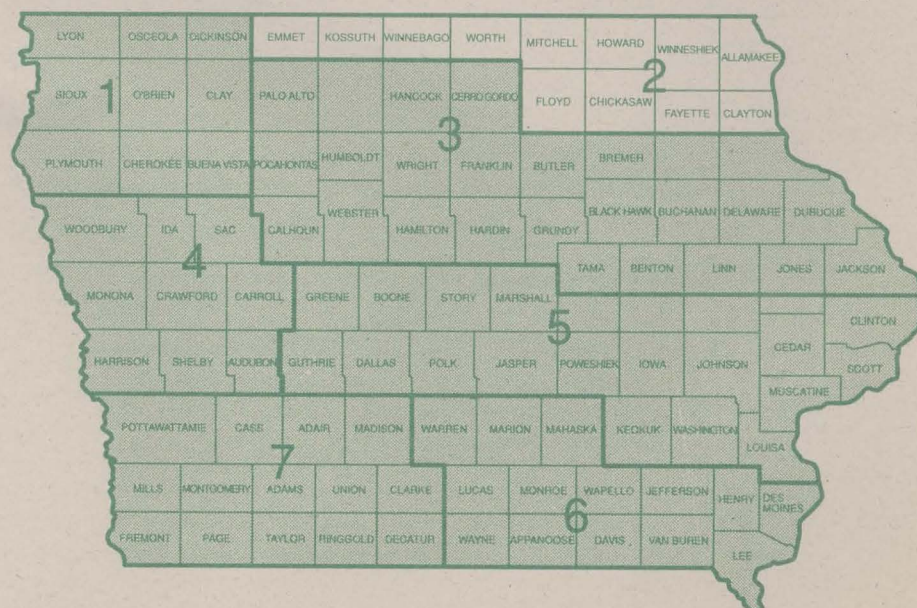 LYON OSCEOLA DICKINSON EMMET KOSSUTH WINNEBAGO WORTH MITCHELL HOWARD WINNESHIEK ALLAMAKEE
SIOUX 1 O'BRIEN CLAY PALO ALTO HANCOCK CERRO GORDO FLOYD CHICKASAW 2 FAYETTE CLAYTON
3
PLYMOUTH CHEROKEE BUENA VISTA POCAHONTAS HUMBOLDT WRIGHT FRANKLIN BUTLER BREMER
WOODBURY IDA SAC CALHOUN WEBSTER HAMILTON HARDIN GRUNDY BLACK HAWK BUCHANAN DELAWARE DUBUQUE
4
TAMA BENTON LINN JONES JACKSON
MONONA CRAWFORD CARROLL GREENE BOONE STORY MARSHALL 5 CLINTON
CEDAR
HARRISON SHELBY AUDUBON GUTHRIE DALLAS POLK JASPER POWESHIEK IOWA JOHNSON SCOTT
MUSCATINE
POTTAWATTAMIE CASS ADAIR MADISON WARREN MARION MAHASKA KEOKUK WASHINGTON LOUISA
7
MILLS MONTGOMERY ADAMS UNION CLARKE LUCAS MONROE WAPELLO JEFFERSON HENRY DES MOINES
6
FREMONT PAGE TAYLOR RINGGOLD DECATUR WAYNE APPANOOSE DAVIS VAN BUREN LEE